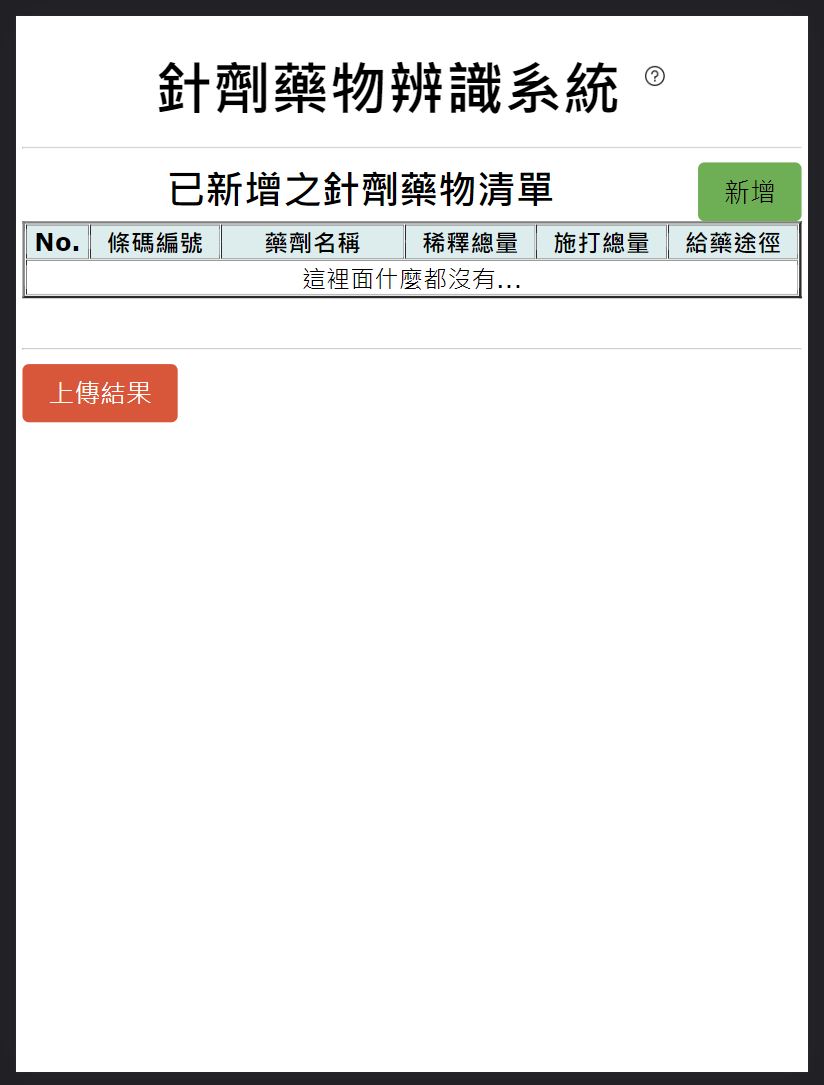 針劑藥物辨識系統 ?
已新增之針劑藥物清單
新增
No. 條碼編號 藥劑名稱 稀釋總量 施打總量 給藥途徑
這裡面什麼都沒有...
上傳結果